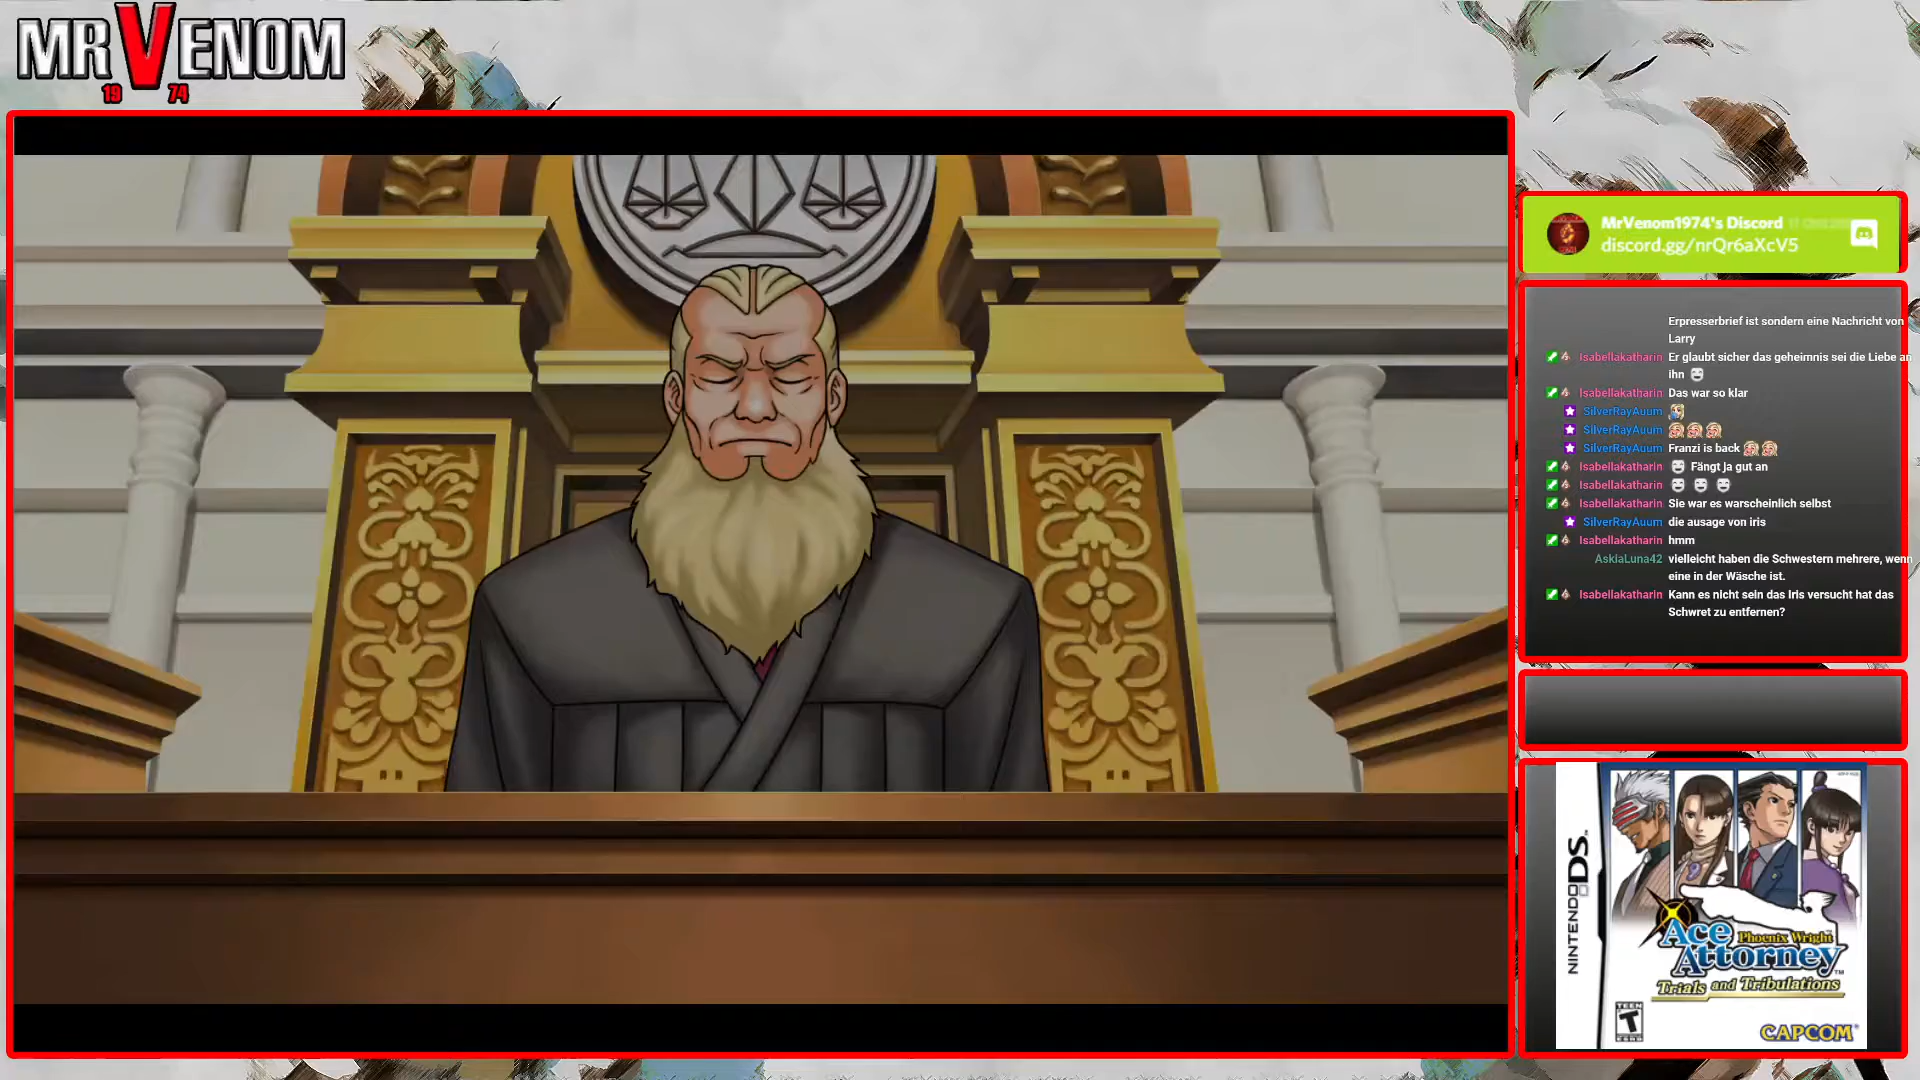 MRVENOM
19 74
MrVenom1974's Discord
discord.gg/nrQr6aXcV5
Erpresserbrief ist sondern eine Nachricht von
Larry
Isabellakatharin Er glaubt sicher das geheimnis sei die Liebe an
ihn
Isabellakatharin Das war so klar
SilverRayAuum
SilverRayAuum
SilverRayAuum Franzi is back
Isabellakatharin Fängt ja gut an
Isabellakatharin
Isabellakatharin Sie war es warscheinlich selbst
SilverRayAuum die ausage von iris
Isabellakatharin hmm
AskiaLuna42 vielleicht haben die Schwestern mehrere, wenn
eine in der Wäsche ist.
Isabellakatharin Kann es nicht sein das Iris versucht hat das
Schwret zu entfernen?
NINTENDO DS
Phoenix Wright
Ace
Attorney
Trials and Tribulations
TEEN
T
CAPCOM